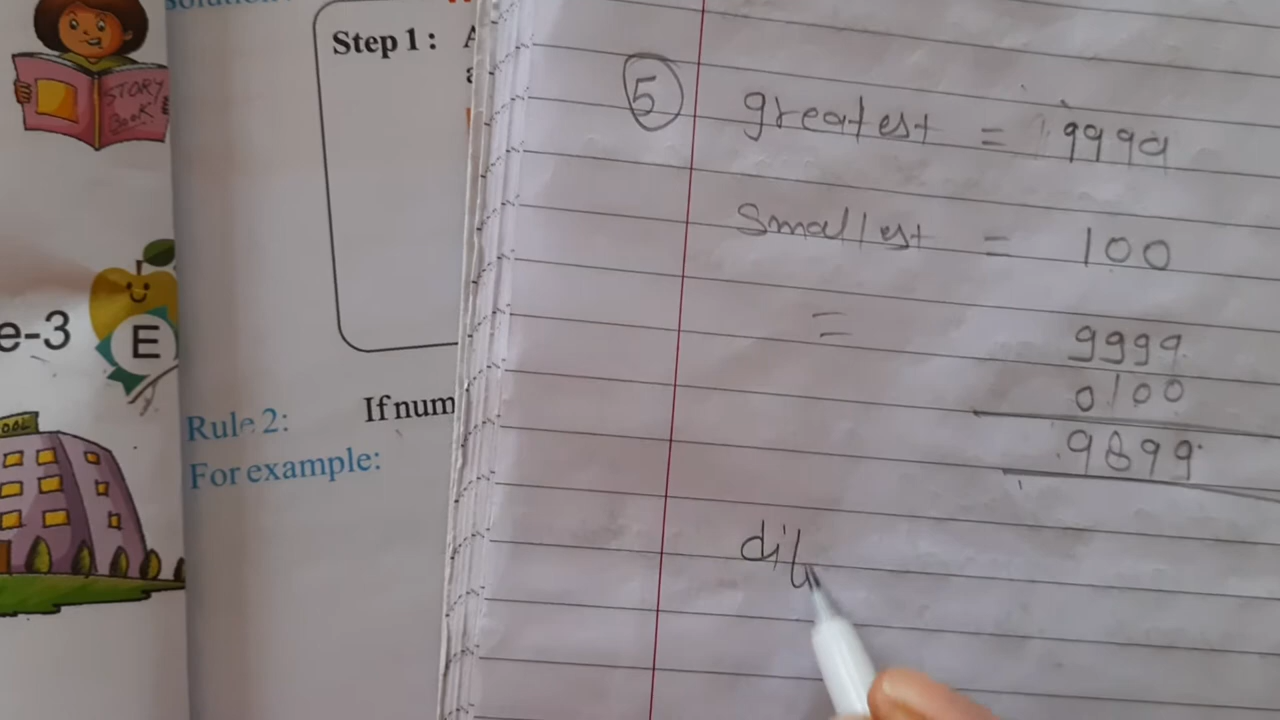 STORY
BooK
Step 1 :
e-3
E
Rule 2:
If num
For example:
5 greatest = 9999
Smallest = 100
= 9999
0100
9899
dif